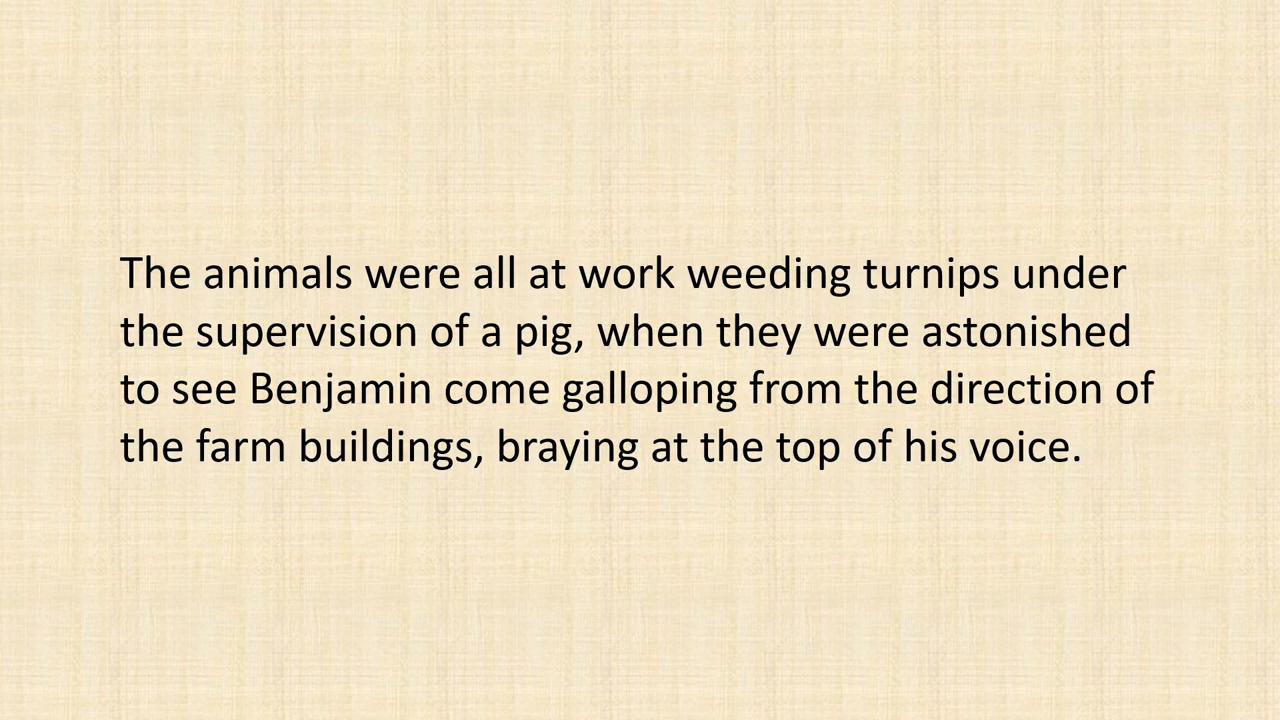 The animals were all at work weeding turnips under
the supervision of a pig, when they were astonished
to see Benjamin come galloping from the direction of
the farm buildings, braying at the top of his voice.